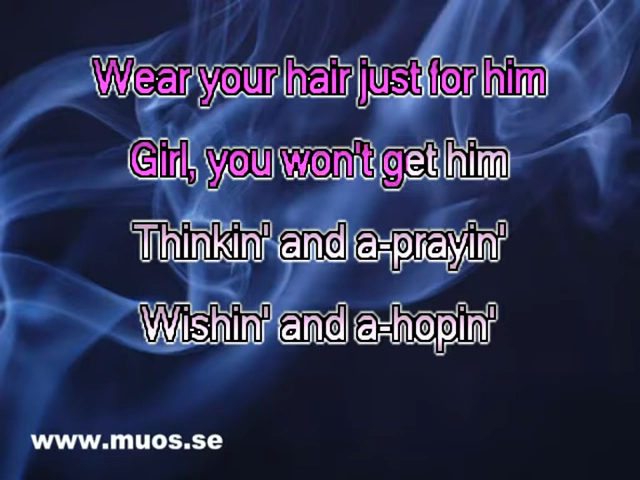 Wear your hair just for him
Girl, you won't get him
Thinkin' and a-prayin'
Wishin' and a-hopin'
www.muos.se